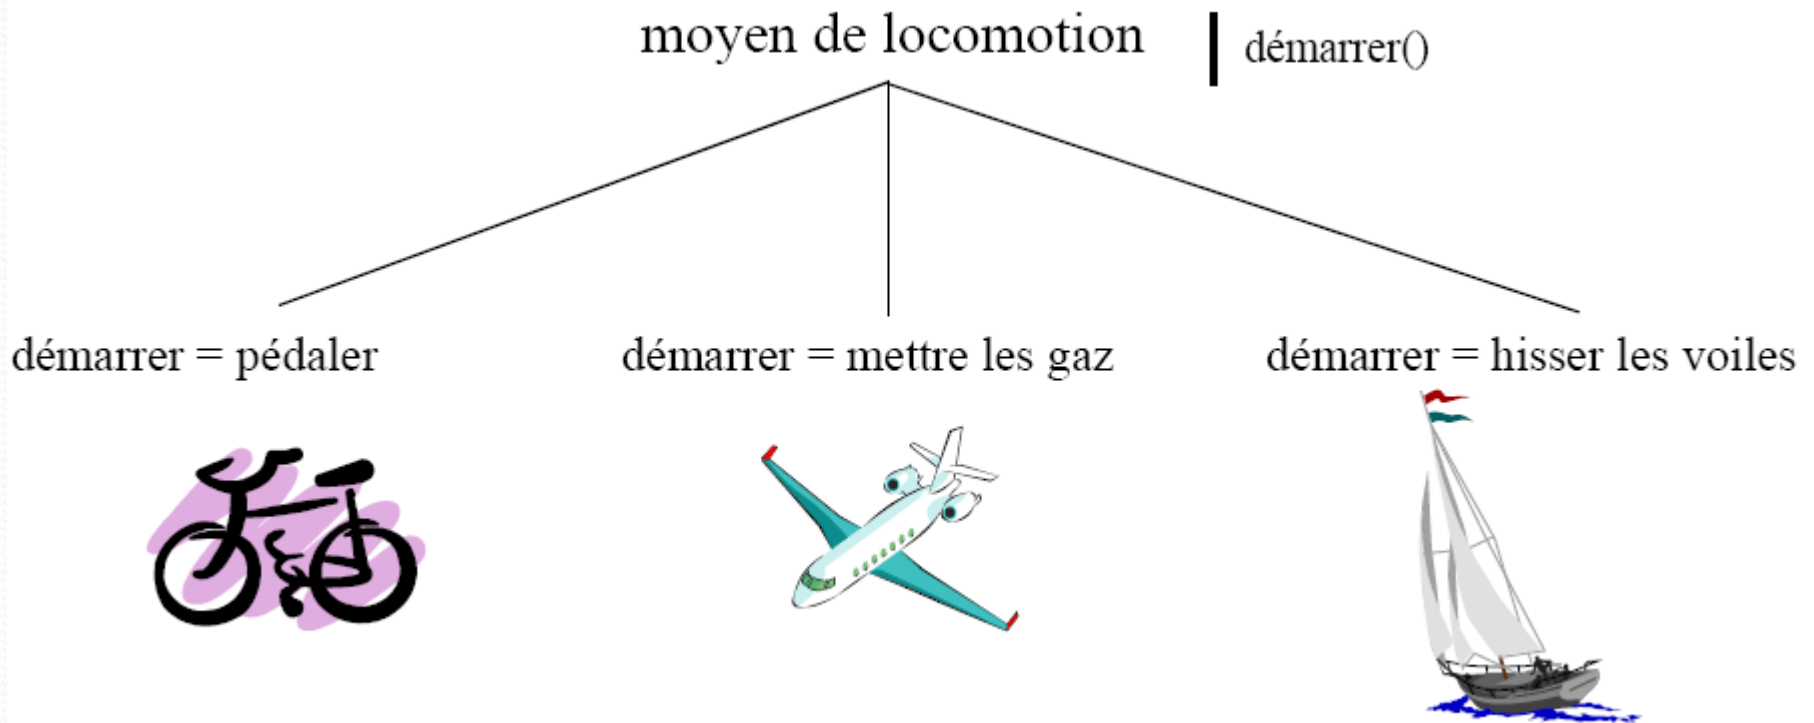 moyen de locomotion
démarrer()
démarrer = pédaler
démarrer = mettre les gaz
démarrer = hisser les voiles